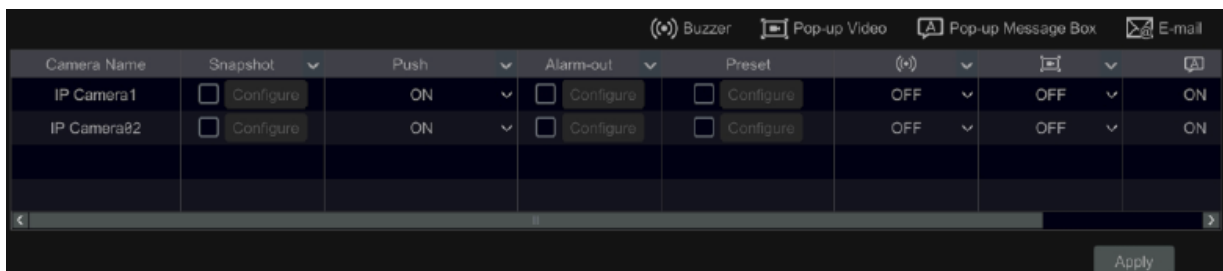 Buzzer Pop-up Video Pop-up Message Box E-mail
Camera Name Snapshot Push Alarm-out Preset
IP Camera1 Configure ON Configure Configure OFF OFF ON
IP Camera02 Configure ON Configure Configure OFF OFF ON
Apply